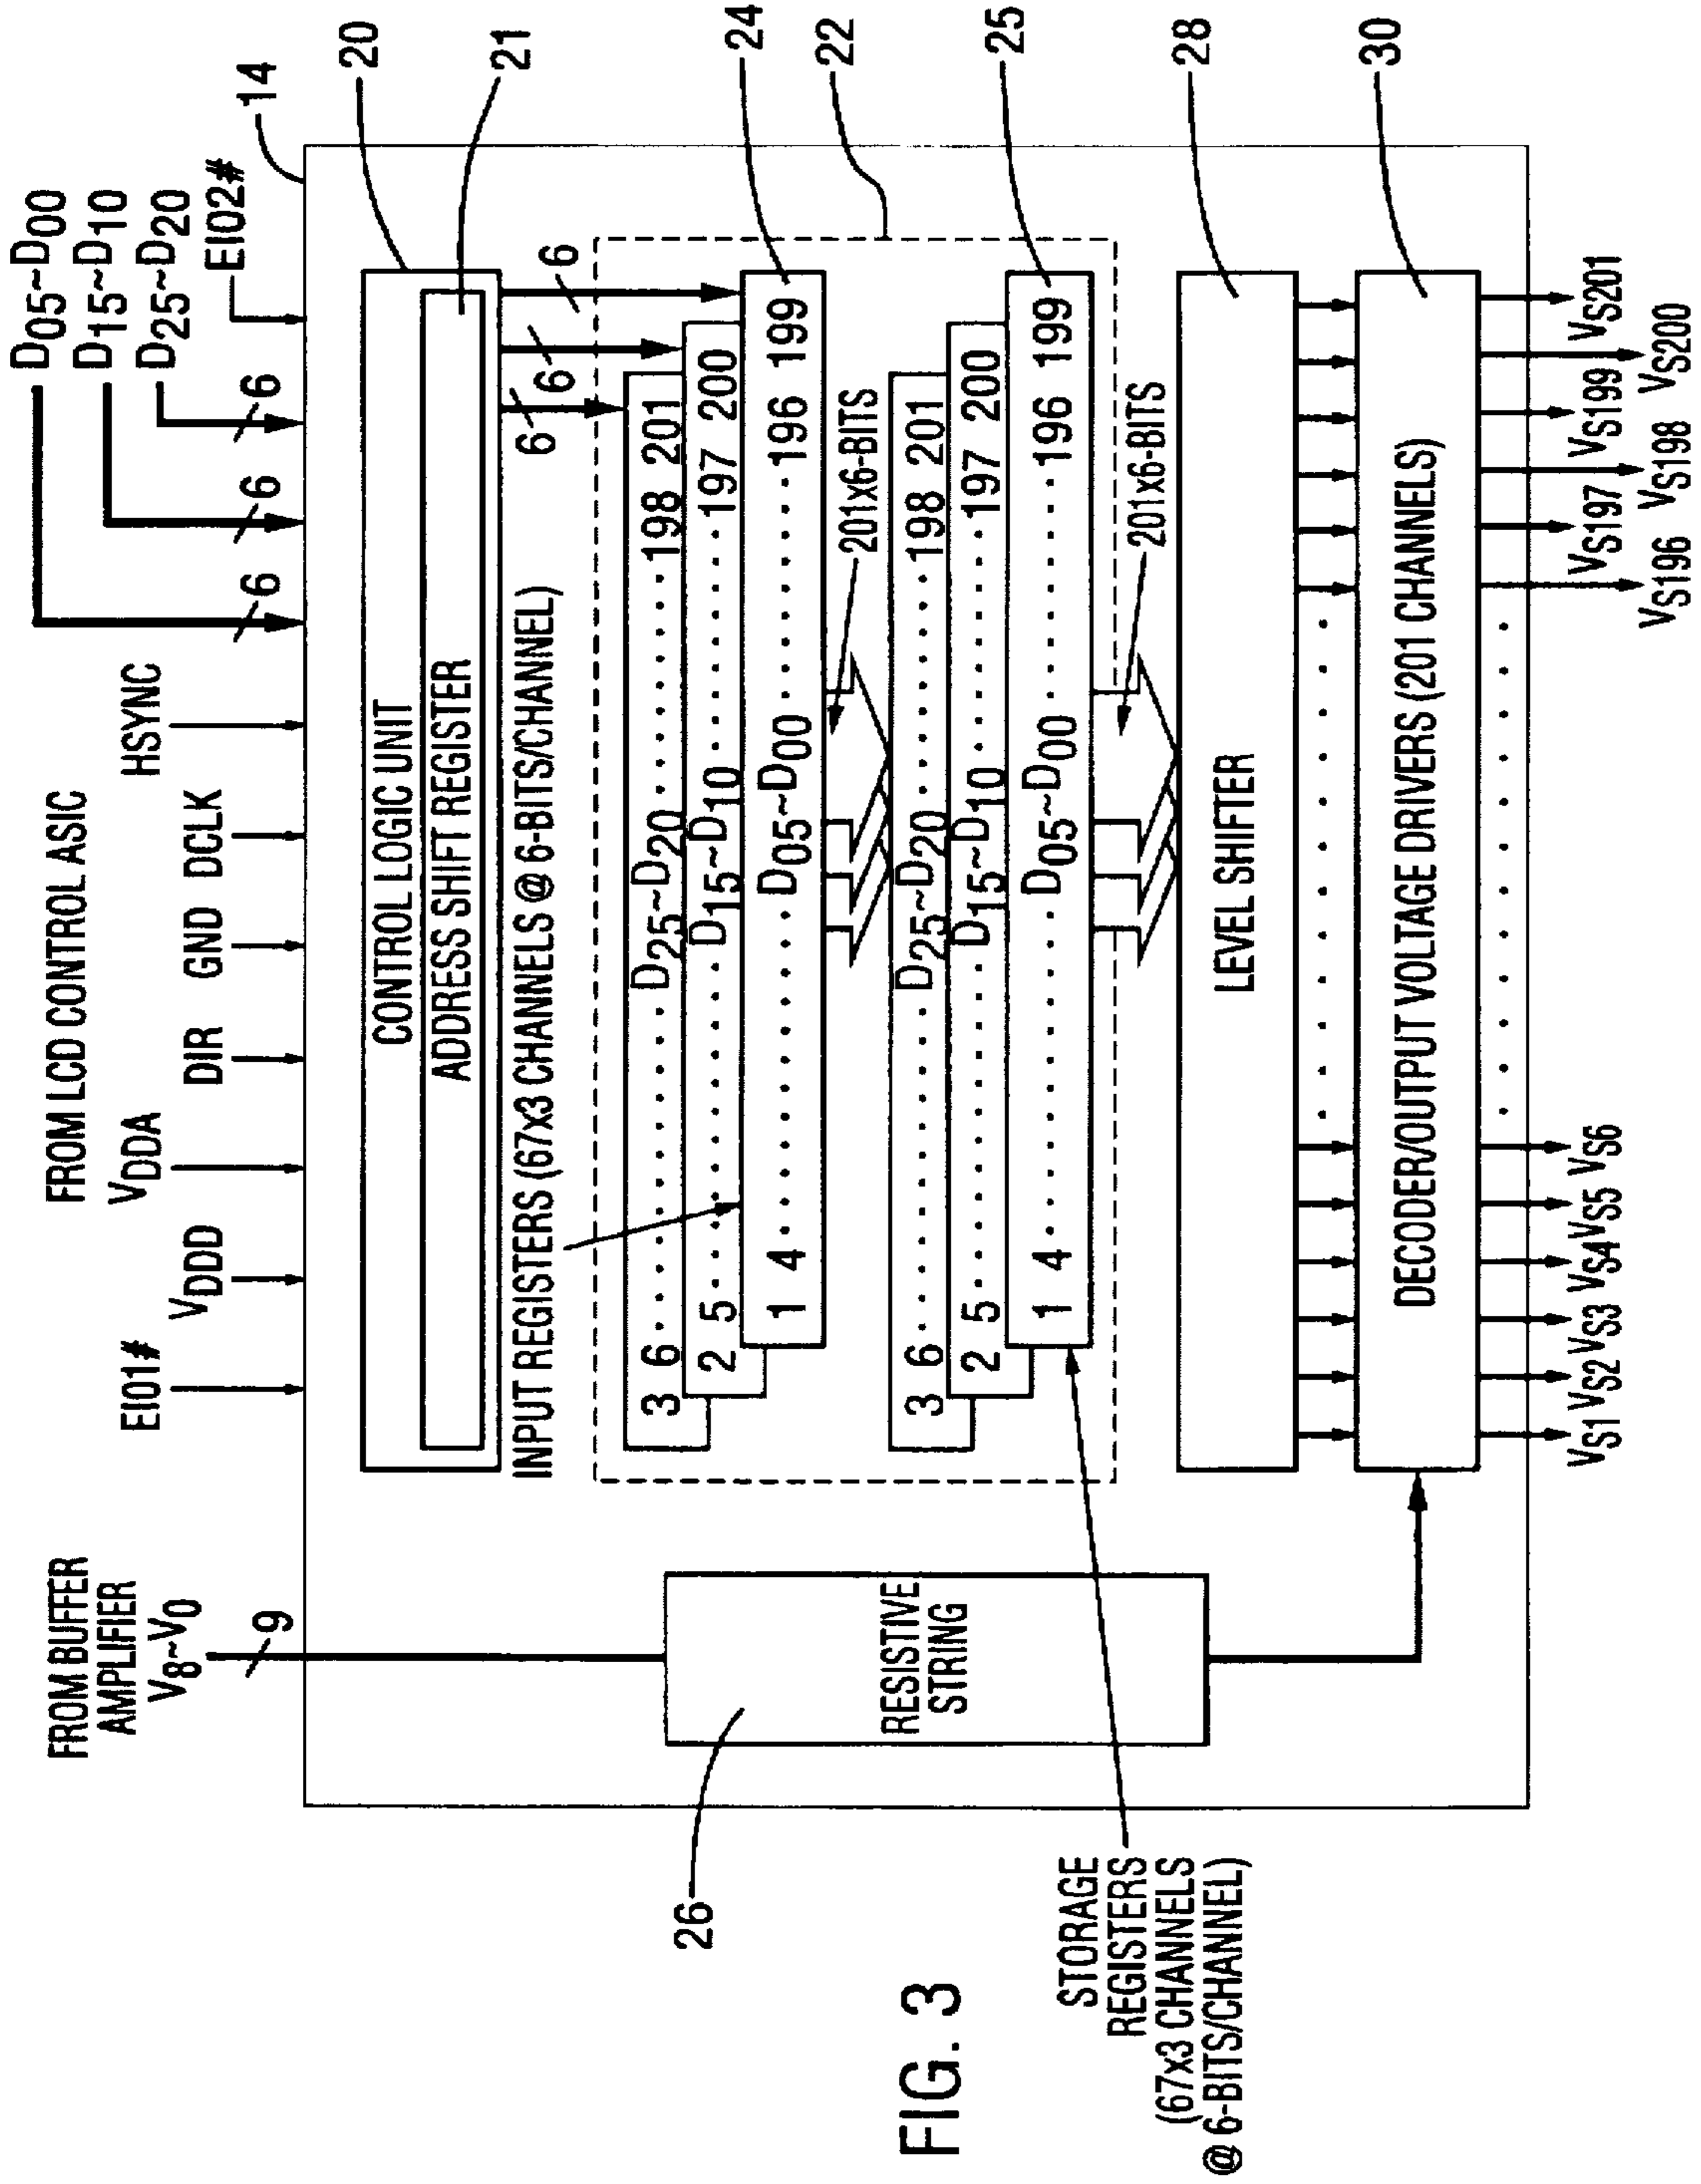 FROM BUFFER
AMPLIFIER
V8~V0
9
FROM LCD CONTROL ASIC
EIO1#
VDDD
VDDA
DIR
GND
DCLK
HSYNC
D05~D00
D15~D10
D25~D20
EIO2#
6
6
6
14
20
CONTROL LOGIC UNIT
21
ADDRESS SHIFT REGISTER
INPUT REGISTERS (67x3 CHANNELS @ 6-BITS/CHANNEL)
6
6
6
3 6 ........ D25~D20 ........ 198 201
2 5 ........ D15~D10 ........ 197 200
1 4 ........ D05~D00 ........ 196 199
24
201x6-BITS
22
3 6 ........ D25~D20 ........ 198 201
2 5 ........ D15~D10 ........ 197 200
1 4 ........ D05~D00 ........ 196 199
25
201x6-BITS
RESISTIVE
STRING
26
LEVEL SHIFTER
28
DECODER/OUTPUT VOLTAGE DRIVERS (201 CHANNELS)
30
VS1 VS2 VS3 VS4 VS5 VS6
VS197 VS199 VS201
VS196 VS198 VS200
STORAGE
REGISTERS
(67x3 CHANNELS
@ 6-BITS/CHANNEL)
FIG. 3